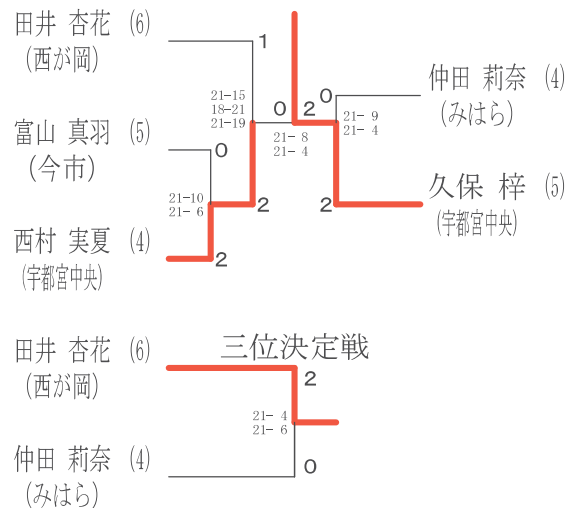 田井 杏花 (6)
(西が岡)
1
21-15
18-21
21-19
富山 真羽 (5)
(今市)
0
21-10
21- 6
2
西村 実夏 (4)
(宇都宮中央)
2
0 2
21- 8
21- 4
仲田 莉奈 (4)
(みはら)
0
21- 9
21- 4
久保 梓 (5)
(宇都宮中央)
2
三位決定戦
田井 杏花 (6)
(西が岡)
2
21- 4
21- 6
仲田 莉奈 (4)
(みはら)
0